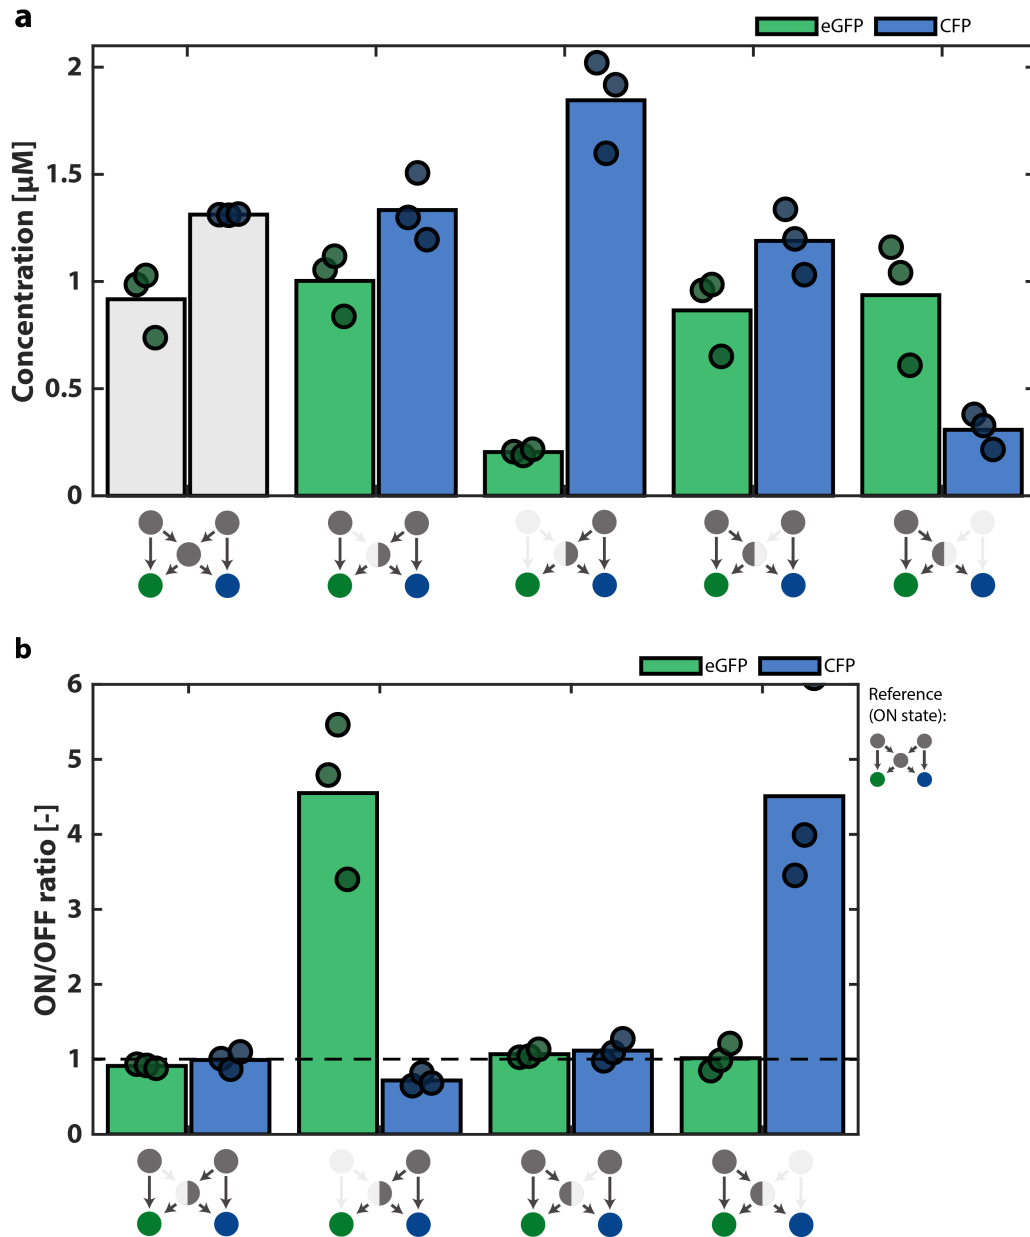 a
eGFP CFP
Concentration [µM]
2
1.5
1
0.5
0
b
eGFP CFP
ON/OFF ratio [-]
6
5
4
3
2
1
0
Reference
(ON state):